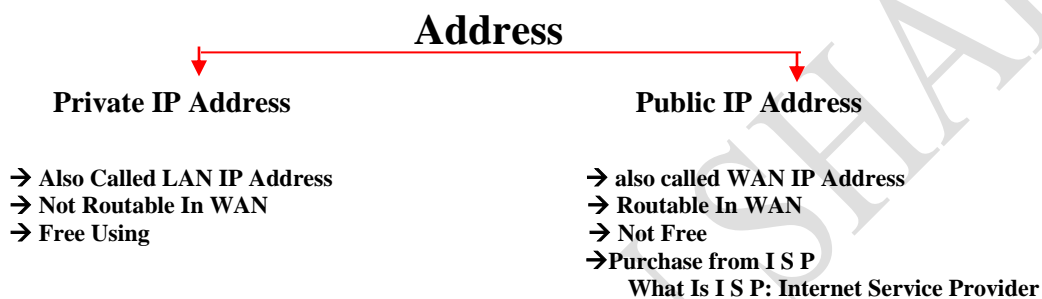 Address
Private IP Address
→ Also Called LAN IP Address
→ Not Routable In WAN
→ Free Using
Public IP Address
→ also called WAN IP Address
→ Routable In WAN
→ Not Free
→Purchase from I S P
What Is I S P: Internet Service Provider